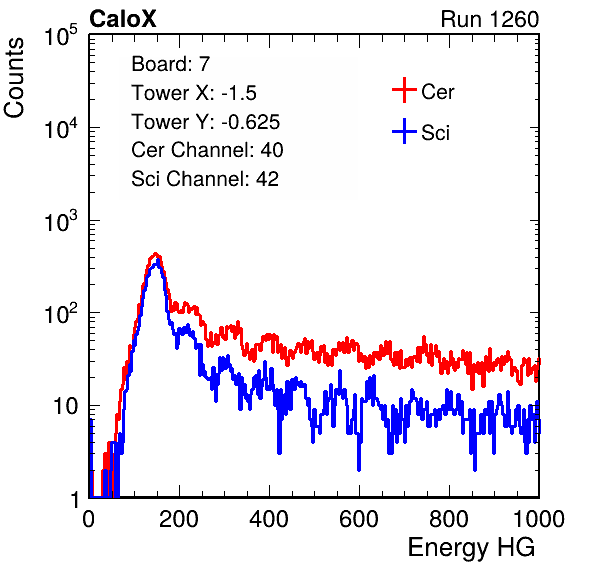 CaloX Run 1260
Counts
10^5
10^4
10^3
10^2
10
1
Board: 7
Tower X: -1.5
Tower Y: -0.625
Cer Channel: 40
Sci Channel: 42
Cer
Sci
0 200 400 600 800 1000
Energy HG